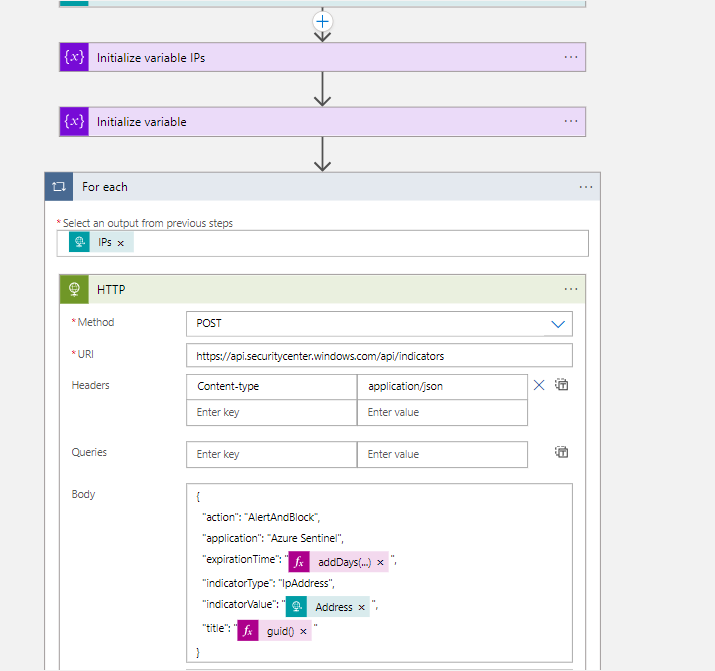 {x} Initialize variable IPs ...
{x} Initialize variable ...
For each ...
* Select an output from previous steps
IPs ×
HTTP ...
* Method POST
* URI https://api.securitycenter.windows.com/api/indicators
Headers Content-type application/json
Enter key Enter value
Queries Enter key Enter value
Body {
"action": "AlertAndBlock",
"application": "Azure Sentinel",
"expirationTime": " fx addDays(...) × ",
"indicatorType": "IpAddress",
"indicatorValue": " Address × ",
"title": " fx guid() × "
}